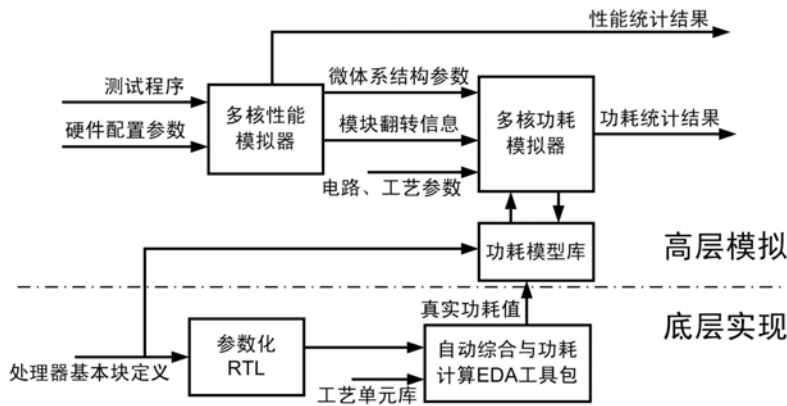 性能统计结果
测试程序
微体系结构参数
多核性能
模拟器
多核功耗
模拟器
硬件配置参数
模块翻转信息
功耗统计结果
电路、工艺参数
功耗模型库
高层模拟
真实功耗值
底层实现
参数化
RTL
自动综合与功耗
计算EDA工具包
处理器基本块定义
工艺单元库